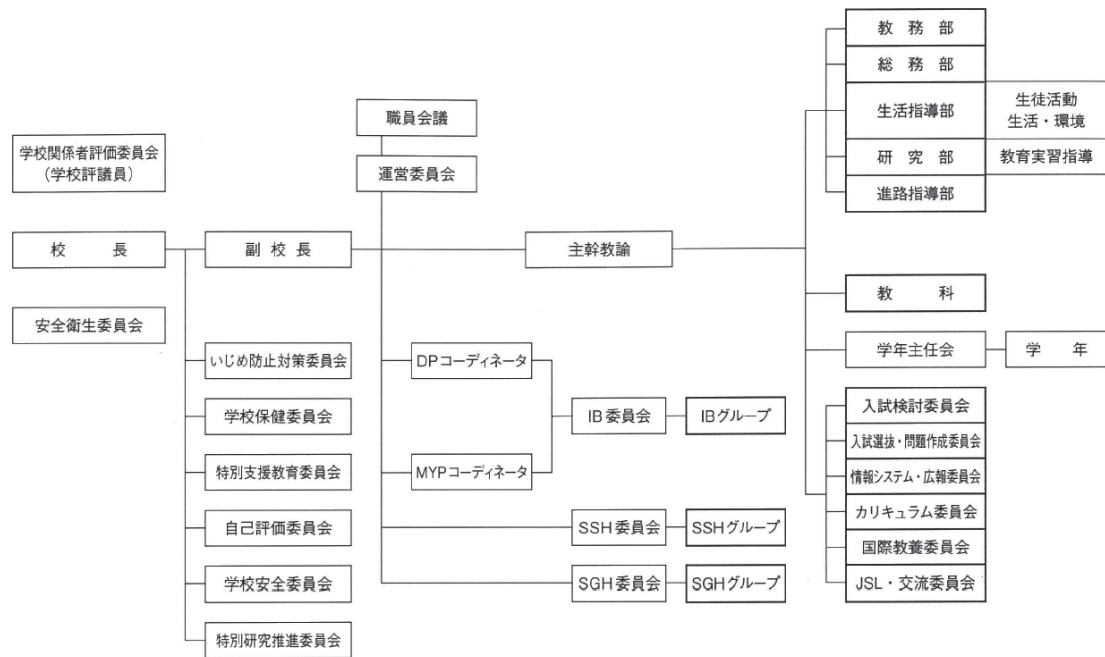 教務部
総務部
生活指導部
生徒活動
生活・環境
研究部
教育実習指導
進路指導部
職員会議
運営委員会
学校関係者評価委員会
(学校評議員)
校長
副校長
主幹教諭
安全衛生委員会
教科
学年主任会
学年
いじめ防止対策委員会
学校保健委員会
特別支援教育委員会
自己評価委員会
学校安全委員会
特別研究推進委員会
DPコーディネータ
MYPコーディネータ
IB委員会
IBグループ
SSH委員会
SSHグループ
SGH委員会
SGHグループ
入試検討委員会
入試選抜・問題作成委員会
情報システム・広報委員会
カリキュラム委員会
国際教養委員会
JSL・交流委員会